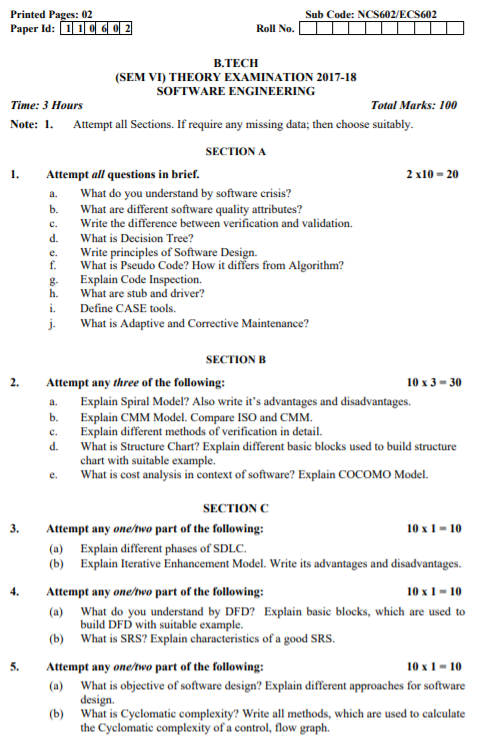 Printed Pages: 02 Sub Code: NCS602/ECS602
Paper Id: 1 1 0 6 0 2 Roll No.
B.TECH
(SEM VI) THEORY EXAMINATION 2017-18
SOFTWARE ENGINEERING
Time: 3 Hours Total Marks: 100
Note: 1. Attempt all Sections. If require any missing data; then choose suitably.
SECTION A
1. Attempt all questions in brief. 2 x10 = 20
a. What do you understand by software crisis?
b. What are different software quality attributes?
c. Write the difference between verification and validation.
d. What is Decision Tree?
e. Write principles of Software Design.
f. What is Pseudo Code? How it differs from Algorithm?
g. Explain Code Inspection.
h. What are stub and driver?
i. Define CASE tools.
j. What is Adaptive and Corrective Maintenance?
SECTION B
2. Attempt any three of the following: 10 x 3 = 30
a. Explain Spiral Model? Also write it's advantages and disadvantages.
b. Explain CMM Model. Compare ISO and CMM.
c. Explain different methods of verification in detail.
d. What is Structure Chart? Explain different basic blocks used to build structure
chart with suitable example.
e. What is cost analysis in context of software? Explain COCOMO Model.
SECTION C
3. Attempt any one/two part of the following: 10 x 1 = 10
(a) Explain different phases of SDLC.
(b) Explain Iterative Enhancement Model. Write its advantages and disadvantages.
4. Attempt any one/two part of the following: 10 x 1 = 10
(a) What do you understand by DFD? Explain basic blocks, which are used to
build DFD with suitable example.
(b) What is SRS? Explain characteristics of a good SRS.
5. Attempt any one/two part of the following: 10 x 1 = 10
(a) What is objective of software design? Explain different approaches for software
design.
(b) What is Cyclomatic complexity? Write all methods, which are used to calculate
the Cyclomatic complexity of a control, flow graph.